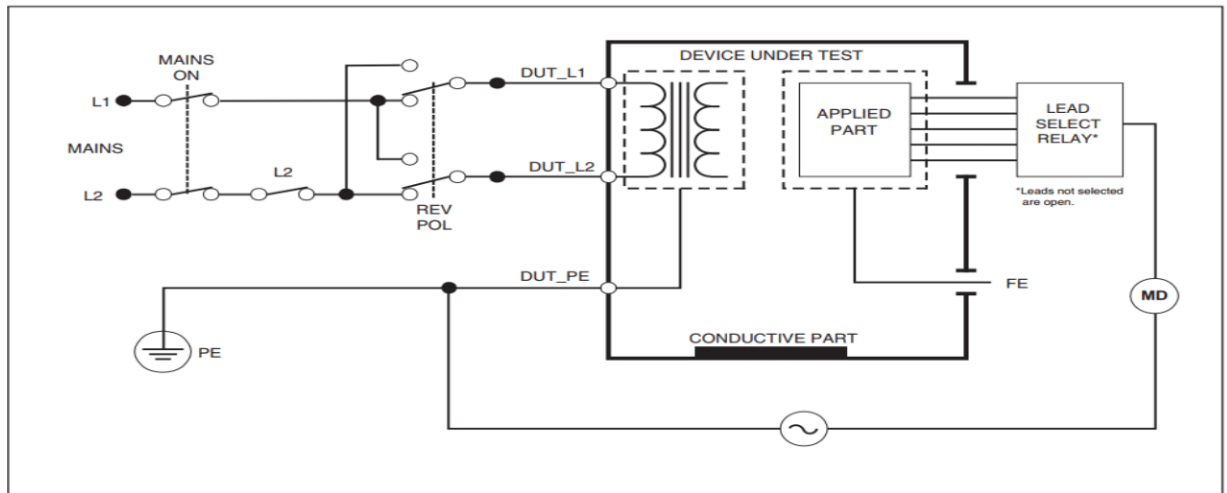 MAINS
ON
L1
MAINS
L2
L2
REV
POL
DUT_L1
DUT_L2
DUT_PE
PE
DEVICE UNDER TEST
APPLIED
PART
LEAD
SELECT
RELAY*
*Leads not selected
are open.
FE
MD
CONDUCTIVE PART